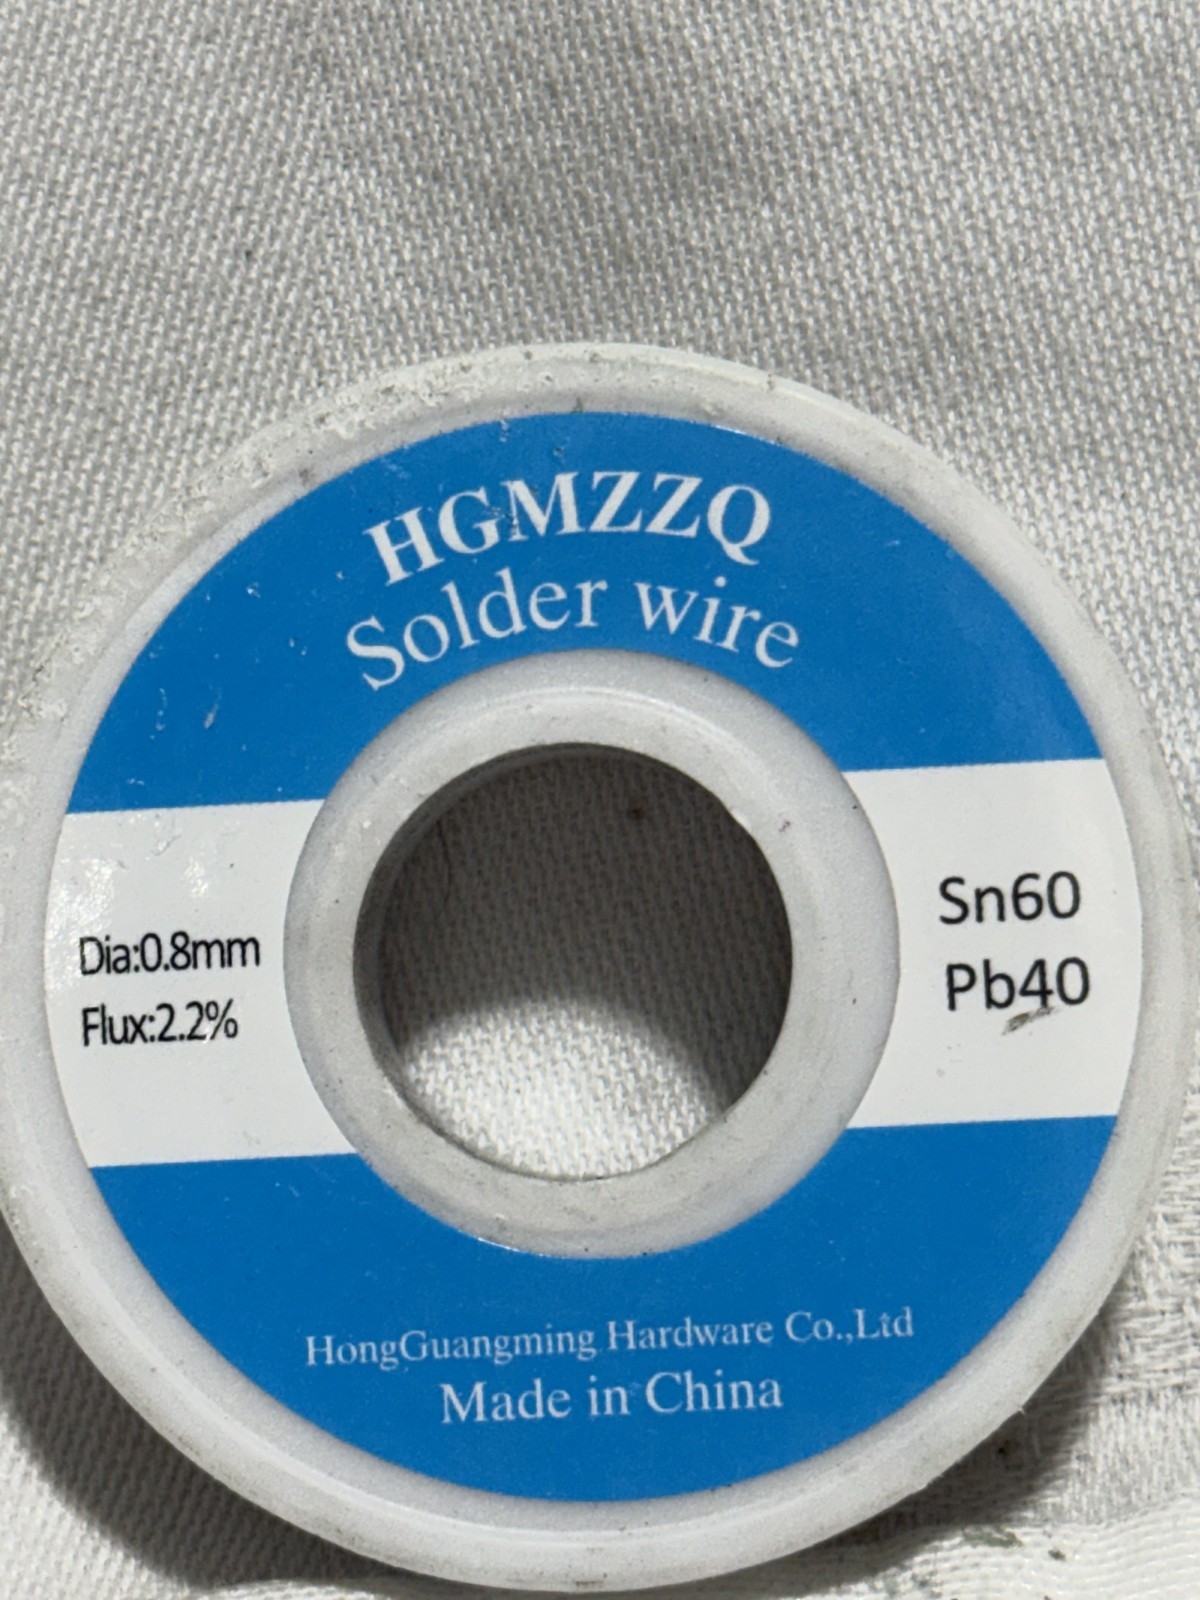 HGMZZQ
Solder wire
Dia:0.8mm
Flux:2.2%
Sn60
Pb40
HongGuangming Hardware Co.,Ltd
Made in China